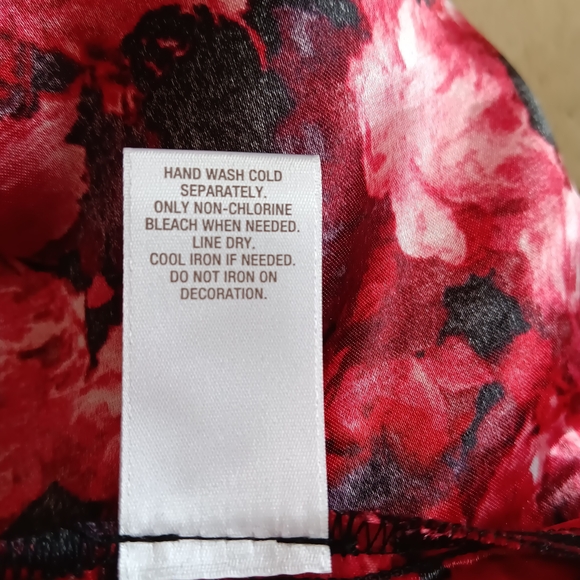 HAND WASH COLD
SEPARATELY.
ONLY NON-CHLORINE
BLEACH WHEN NEEDED.
LINE DRY.
COOL IRON IF NEEDED.
DO NOT IRON ON
DECORATION.